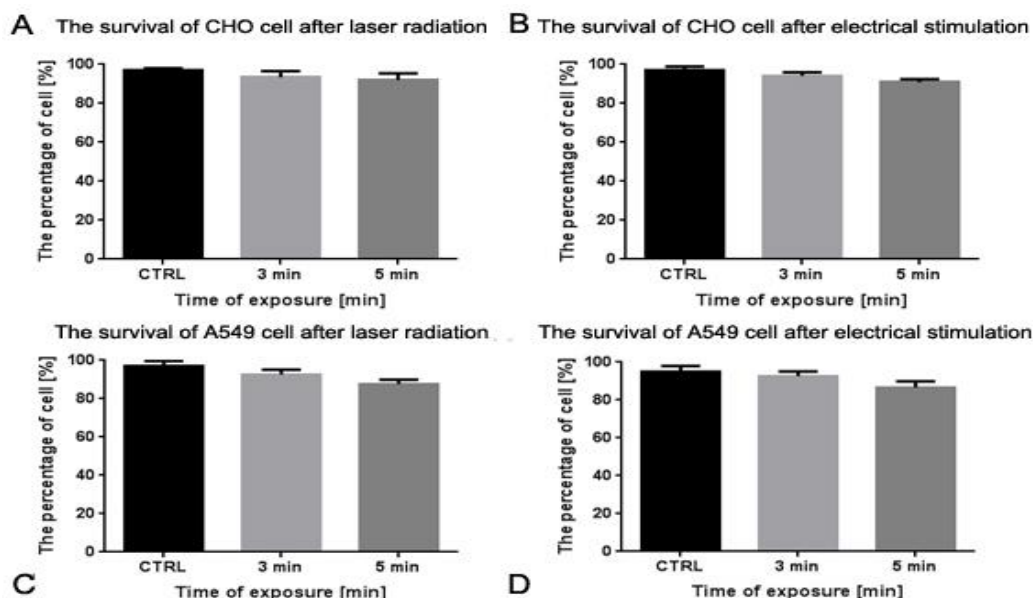 A The survival of CHO cell after laser radiation
The percentage of cell [%]
100
80
60
40
20
0
CTRL 3 min 5 min
Time of exposure [min]
B The survival of CHO cell after electrical stimulation
The percentage of cell [%]
100
80
60
40
20
0
CTRL 3 min 5 min
Time of exposure [min]
The survival of A549 cell after laser radiation
The percentage of cell [%]
100
80
60
40
20
0
CTRL 3 min 5 min
C Time of exposure [min]
The survival of A549 cell after electrical stimulation
The percentage of cell [%]
100
80
60
40
20
0
CTRL 3 min 5 min
D Time of exposure [min]